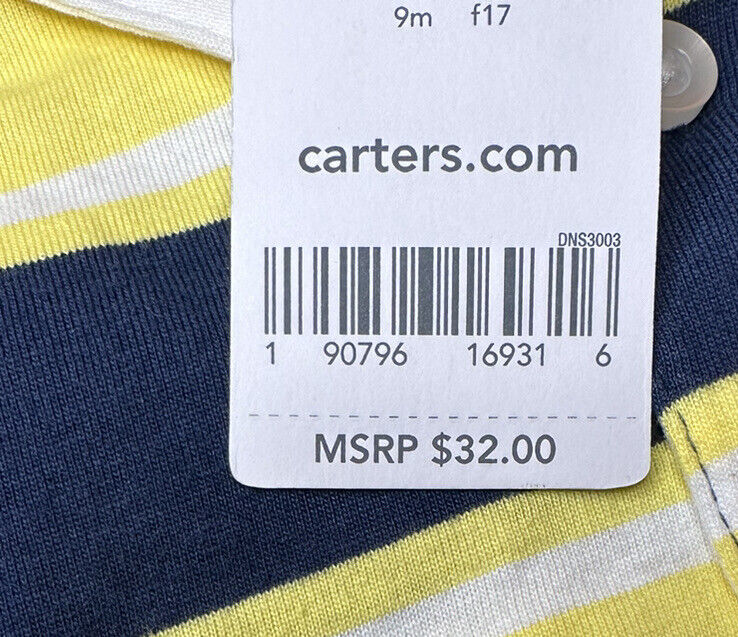 9m f17
carters.com
DNS3003
1 90796 16931 6
MSRP $32.00